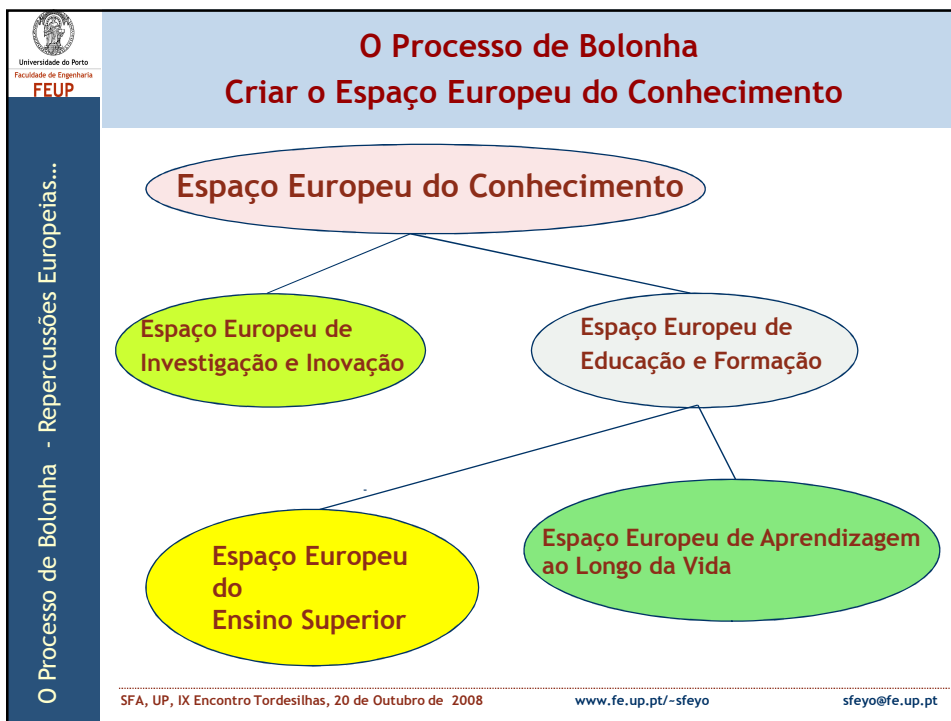 Universidade do Porto
Faculdade de Engenharia
FEUP
O Processo de Bolonha - Repercussões Europeias...
O Processo de Bolonha
Criar o Espaço Europeu do Conhecimento
Espaço Europeu do Conhecimento
Espaço Europeu de
Investigação e Inovação
Espaço Europeu de
Educação e Formação
Espaço Europeu
do
Ensino Superior
Espaço Europeu de Aprendizagem
ao Longo da Vida
SFA, UP, IX Encontro Tordesilhas, 20 de Outubro de 2008 www.fe.up.pt/~sfeyo sfeyo@fe.up.pt